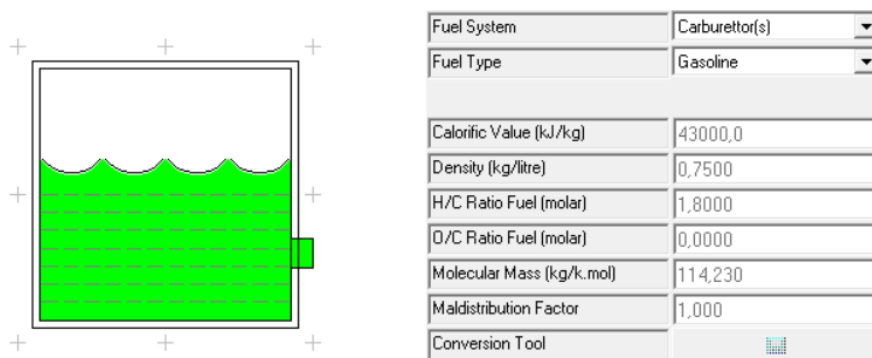 Fuel System Carburettor(s)
Fuel Type Gasoline
Calorific Value (kJ/kg) 43000,0
Density (kg/litre) 0,7500
H/C Ratio Fuel (molar) 1,8000
O/C Ratio Fuel (molar) 0,0000
Molecular Mass (kg/k.mol) 114,230
Maldistribution Factor 1,000
Conversion Tool